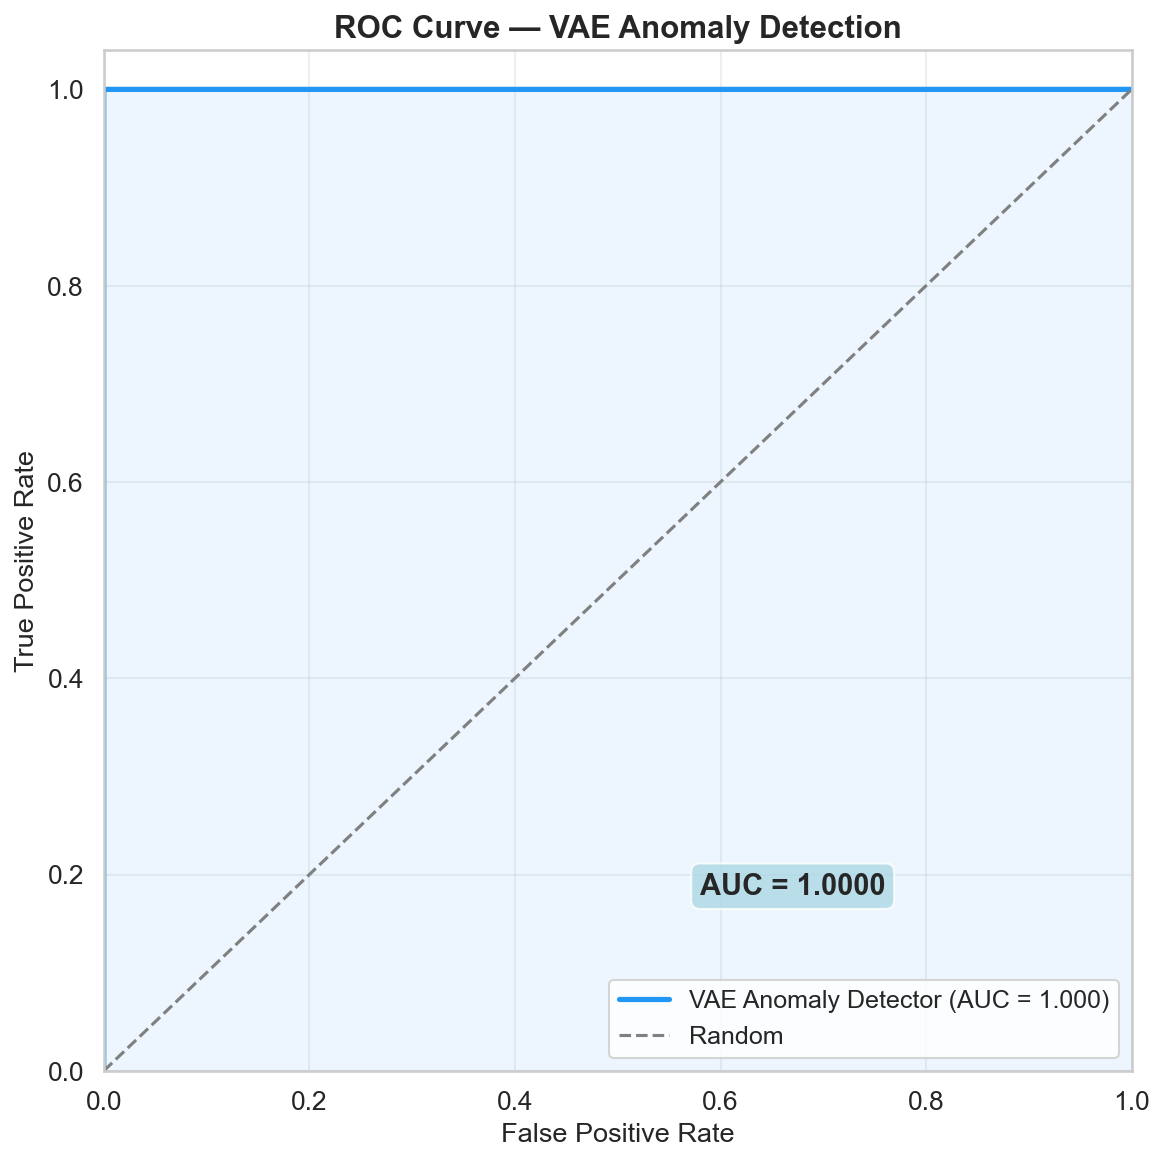 ROC Curve — VAE Anomaly Detection
True Positive Rate
1.0
0.8
0.6
0.4
0.2
0.0
AUC = 1.0000
VAE Anomaly Detector (AUC = 1.000)
Random
0.0 0.2 0.4 0.6 0.8 1.0
False Positive Rate